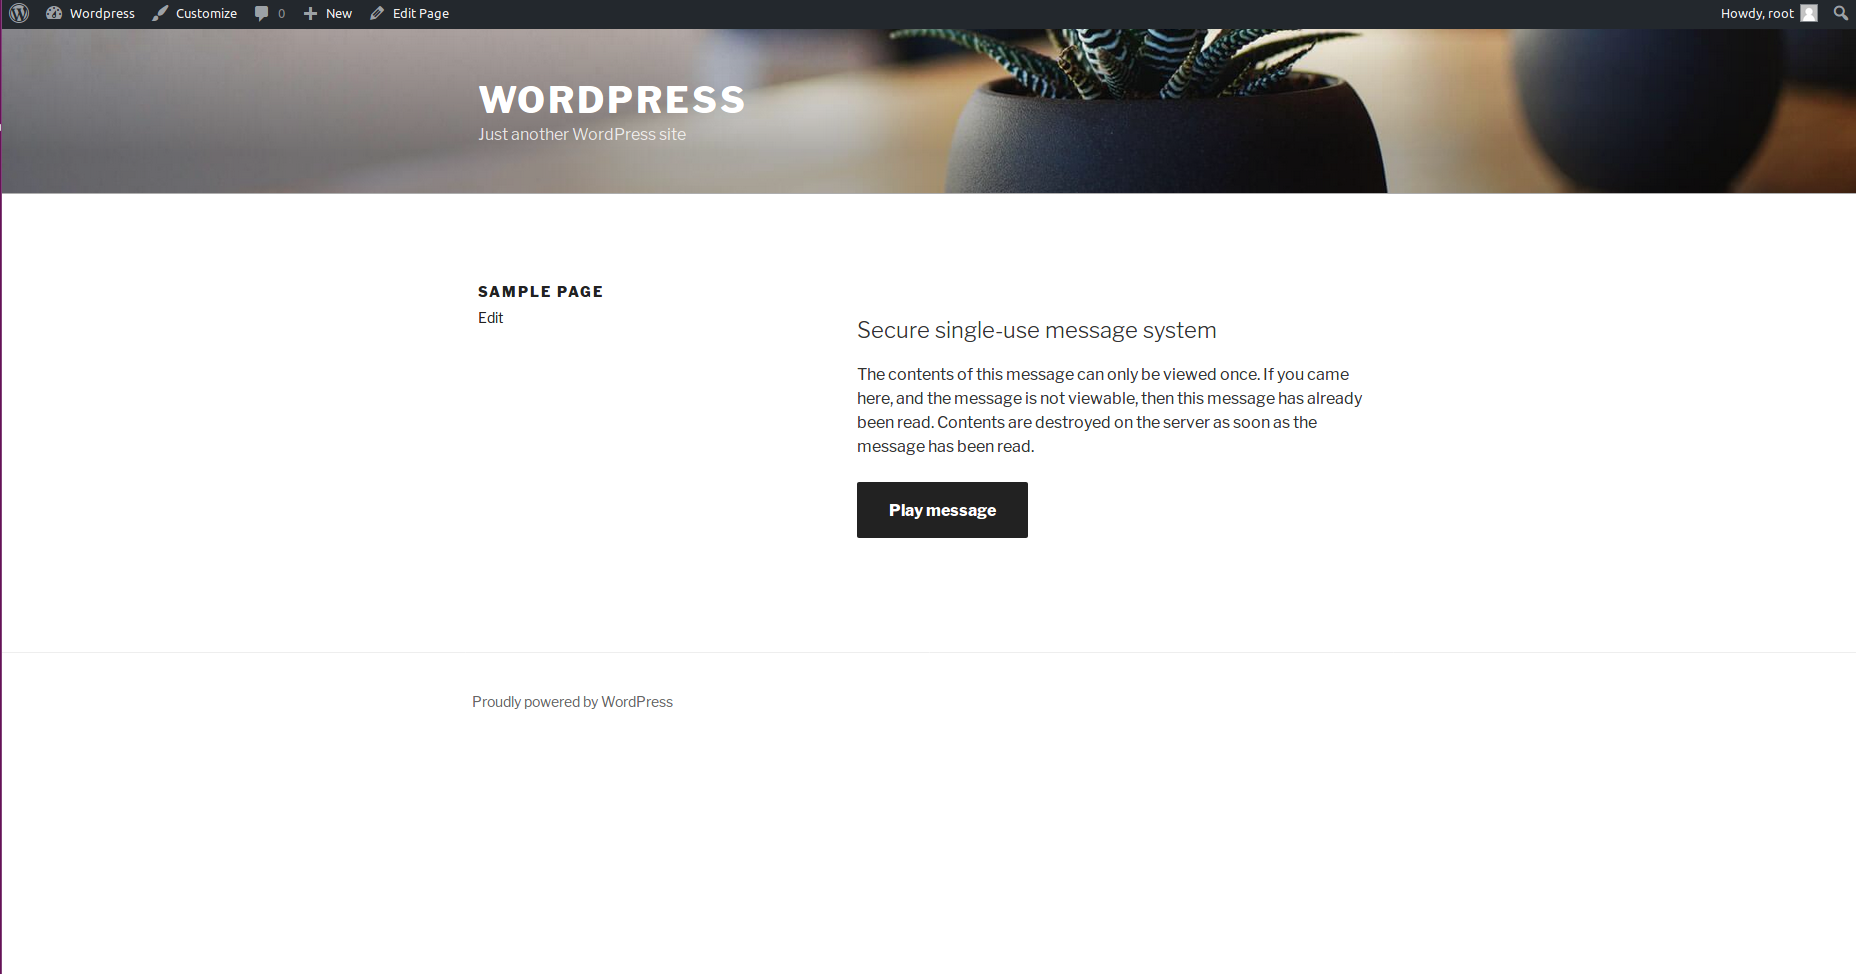 Wordpress Customize 0 New Edit Page Howdy, root
WORDPRESS
Just another WordPress site
SAMPLE PAGE
Edit
Secure single-use message system
The contents of this message can only be viewed once. If you came
here, and the message is not viewable, then this message has already
been read. Contents are destroyed on the server as soon as the
message has been read.
Play message
Proudly powered by WordPress